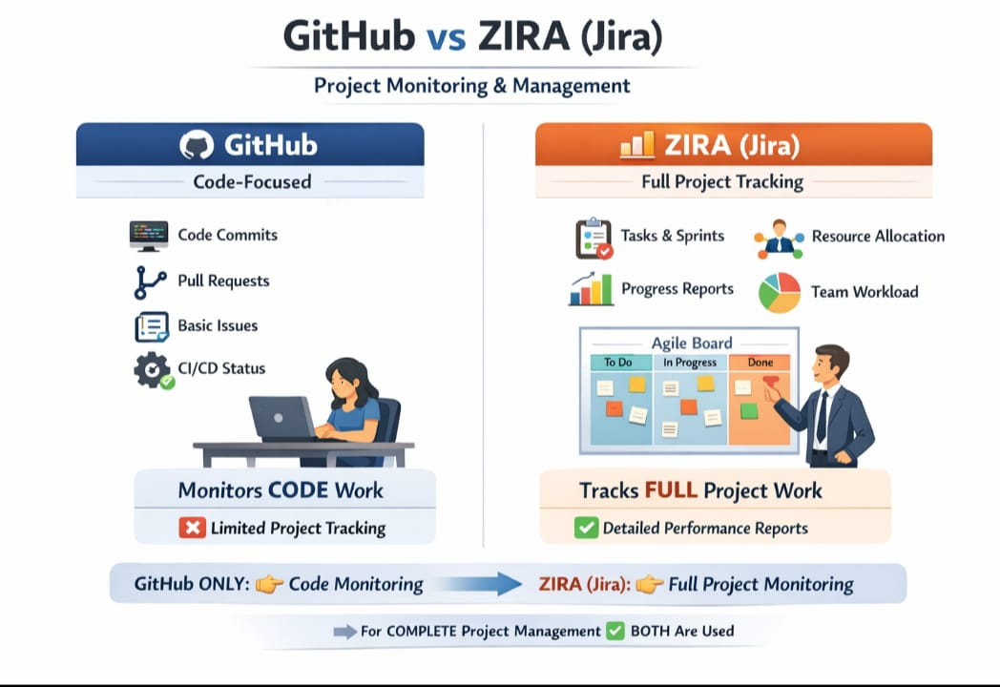 GitHub vs ZIRA (Jira)
Project Monitoring & Management
GitHub
Code-Focused
Code Commits
Pull Requests
Basic Issues
CI/CD Status
Monitors CODE Work
Limited Project Tracking
ZIRA (Jira)
Full Project Tracking
Tasks & Sprints
Resource Allocation
Progress Reports
Team Workload
Agile Board
To Do
In Progress
Done
Tracks FULL Project Work
Detailed Performance Reports
GitHub ONLY: 👉 Code Monitoring
ZIRA (Jira): 👉 Full Project Monitoring
For COMPLETE Project Management ✅ BOTH Are Used